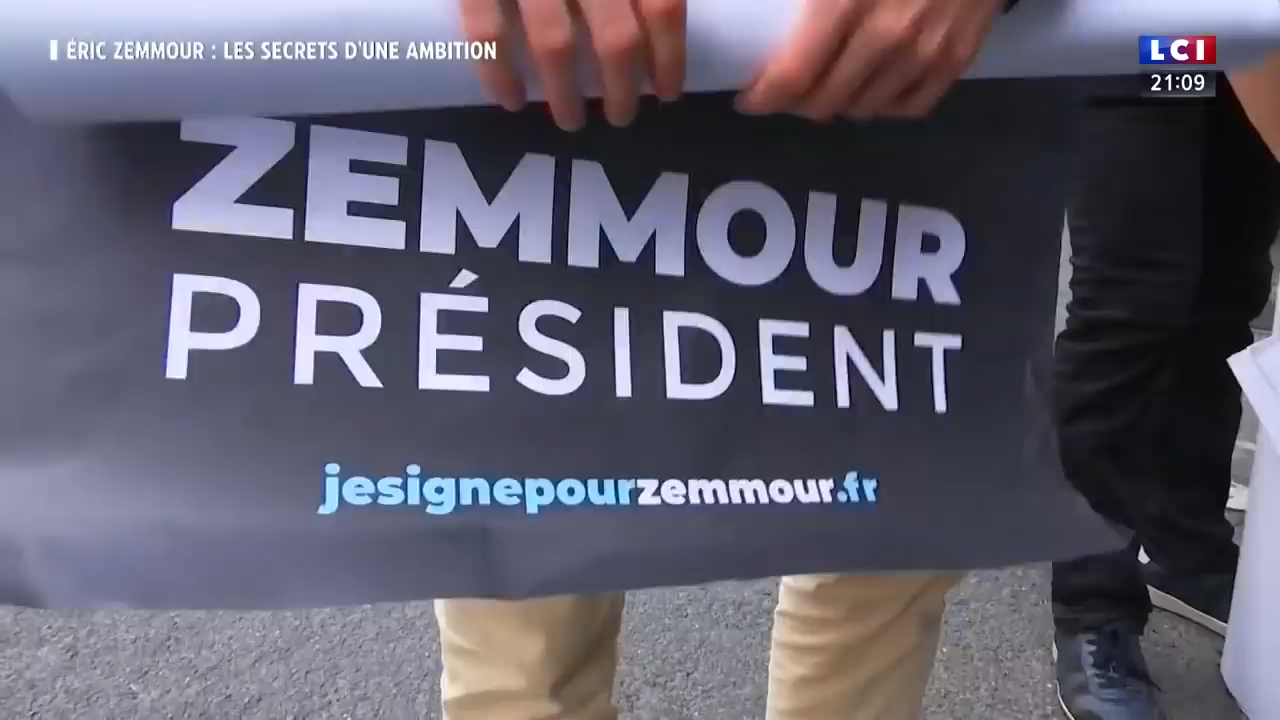 ÉRIC ZEMMOUR : LES SECRETS D'UNE AMBITION
LCI
21:09
ZEMMOUR
PRÉSIDENT
jesignepourzemmour.fr